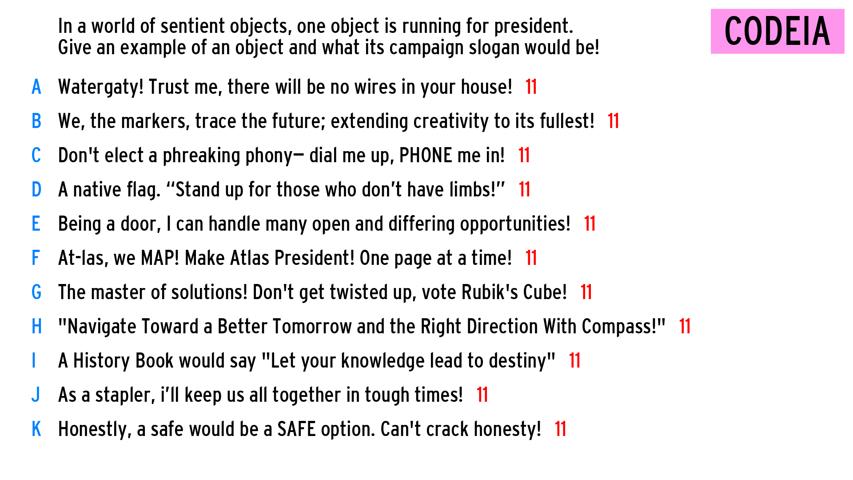 In a world of sentient objects, one object is running for president.
Give an example of an object and what its campaign slogan would be!
CODEIA
A Watergaty! Trust me, there will be no wires in your house! 11
B We, the markers, trace the future; extending creativity to its fullest! 11
C Don't elect a phreaking phony— dial me up, PHONE me in! 11
D A native flag. “Stand up for those who don’t have limbs!” 11
E Being a door, I can handle many open and differing opportunities! 11
F At-las, we MAP! Make Atlas President! One page at a time! 11
G The master of solutions! Don't get twisted up, vote Rubik's Cube! 11
H "Navigate Toward a Better Tomorrow and the Right Direction With Compass!" 11
I A History Book would say "Let your knowledge lead to destiny" 11
J As a stapler, i’ll keep us all together in tough times! 11
K Honestly, a safe would be a SAFE option. Can't crack honesty! 11